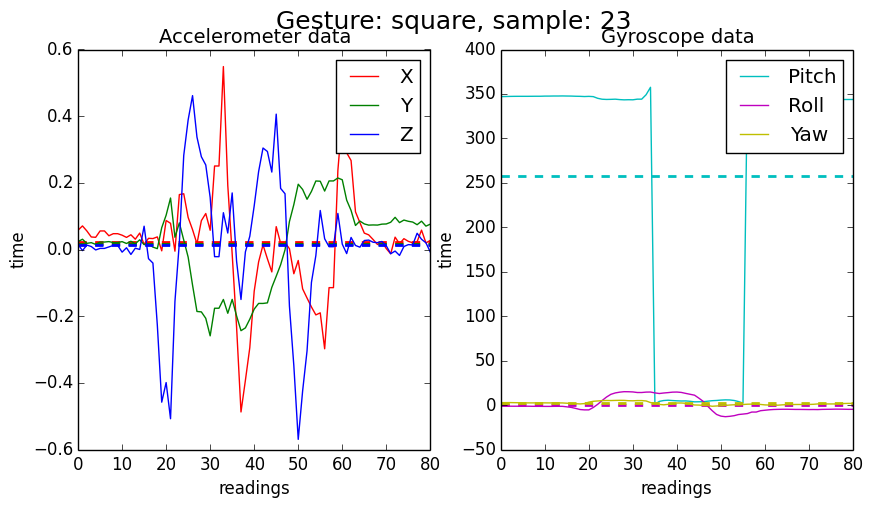 Gesture: square, sample: 23
Accelerometer data
0.6
0.4
0.2
0.0
−0.2
−0.4
−0.6
time
0 10 20 30 40 50 60 70 80
readings
X
Y
Z
Gyroscope data
400
350
300
250
200
150
100
50
0
−50
time
0 10 20 30 40 50 60 70 80
readings
Pitch
Roll
Yaw